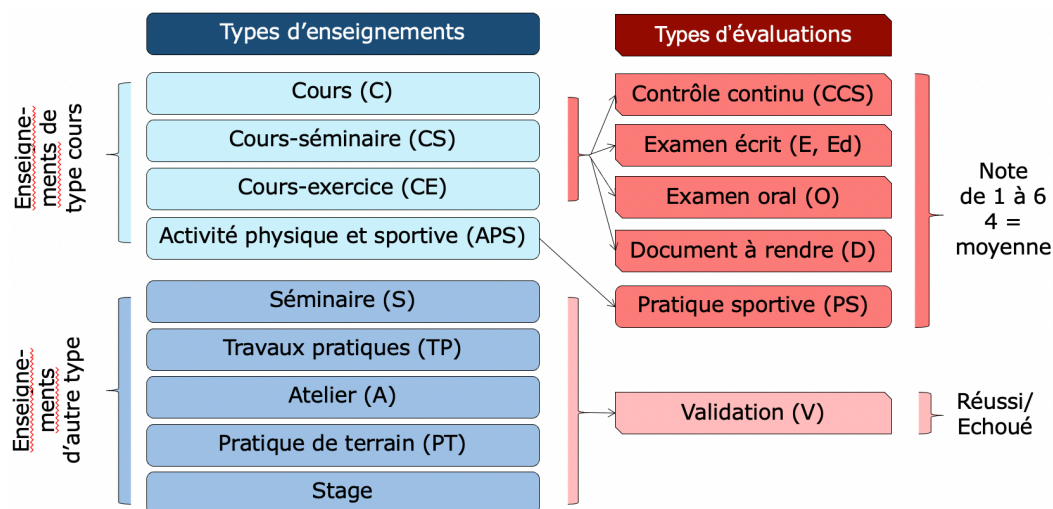 Types d'enseignements
Types d'évaluations
Enseigne-
ments de
type cours
Cours (C)
Cours-séminaire (CS)
Cours-exercice (CE)
Activité physique et sportive (APS)
Contrôle continu (CCS)
Examen écrit (E, Ed)
Examen oral (O)
Document à rendre (D)
Pratique sportive (PS)
Note
de 1 à 6
4 =
moyenne
Enseigne-
ments
d'autre type
Séminaire (S)
Travaux pratiques (TP)
Atelier (A)
Pratique de terrain (PT)
Stage
Validation (V)
Réussi/
Echoué